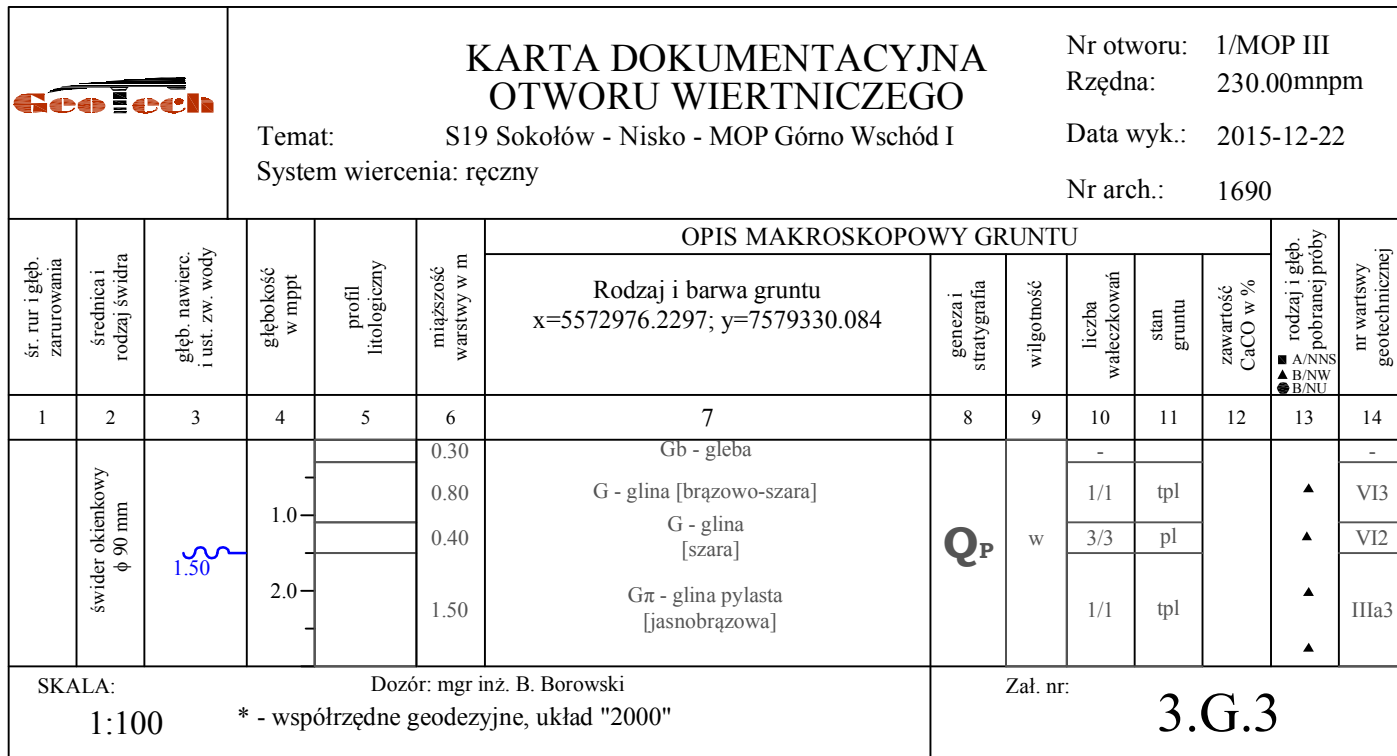 GeoTech
KARTA DOKUMENTACYJNA
OTWORU WIERTNICZEGO
Temat: S19 Sokołów - Nisko - MOP Górno Wschód I
System wiercenia: ręczny
Nr otworu: 1/MOP III
Rzędna: 230.00mnpm
Data wyk.: 2015-12-22
Nr arch.: 1690
śr. rur i głęb.
zarurowania
średnica i
rodzaj świdra
głęb. nawierc.
i ust. zw. wody
głębokość
w mppt
profil
litologiczny
miąższość
warstwy w m
OPIS MAKROSKOPOWY GRUNTU
Rodzaj i barwa gruntu
x=5572976.2297; y=7579330.084
geneza i
stratygrafia
wilgotność
liczba
wałeczkowań
stan
gruntu
zawartość
CaCO w %
rodzaj i głęb.
pobranej próby
■ A/NNS
▲ B/NW
● B/NU
nr wartswy
geotechnicznej
1 2 3 4 5 6 7 8 9 10 11 12 13 14
świder okienkowy
ϕ 90 mm
1.50
1.0
2.0
0.30 Gb - gleba - -
0.80 G - glina [brązowo-szara] 1/1 tpl ▲ VI3
0.40 G - glina
[szara] 3/3 pl ▲ VI2
QP w
1.50 Gπ - glina pylasta
[jasnobrązowa] 1/1 tpl ▲ IIIa3
▲
SKALA:
1:100
Dozór: mgr inż. B. Borowski
* - współrzędne geodezyjne, układ "2000"
Zał. nr:
3.G.3